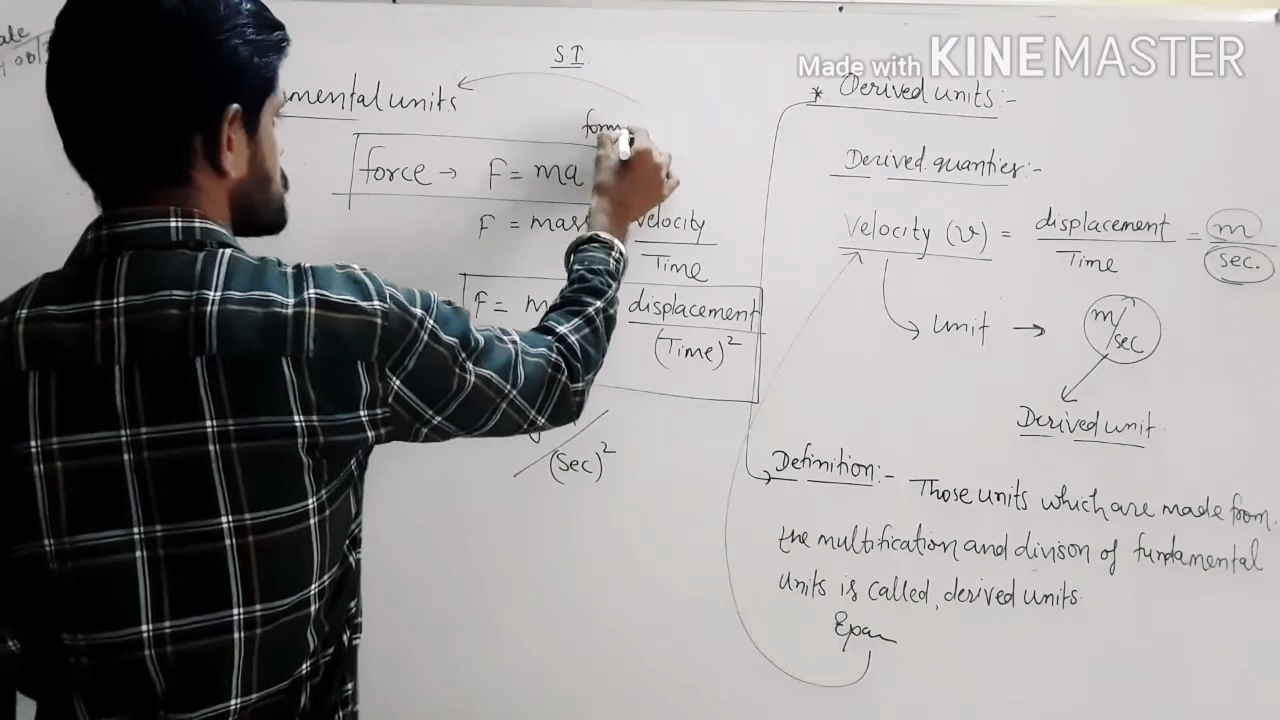 Made with KINEMASTER
S I
mental units
form
force → F = ma
F = mass velocity
Time
F = m displacement
(Time)²
(Sec)²
* Derived units:-
Derived quanties:-
Velocity (v) = displacement / Time = m / sec.
unit → m/sec
Derived unit
Definition:- Those units which are made from
the multification and divison of fundamental
units is called, derived units.